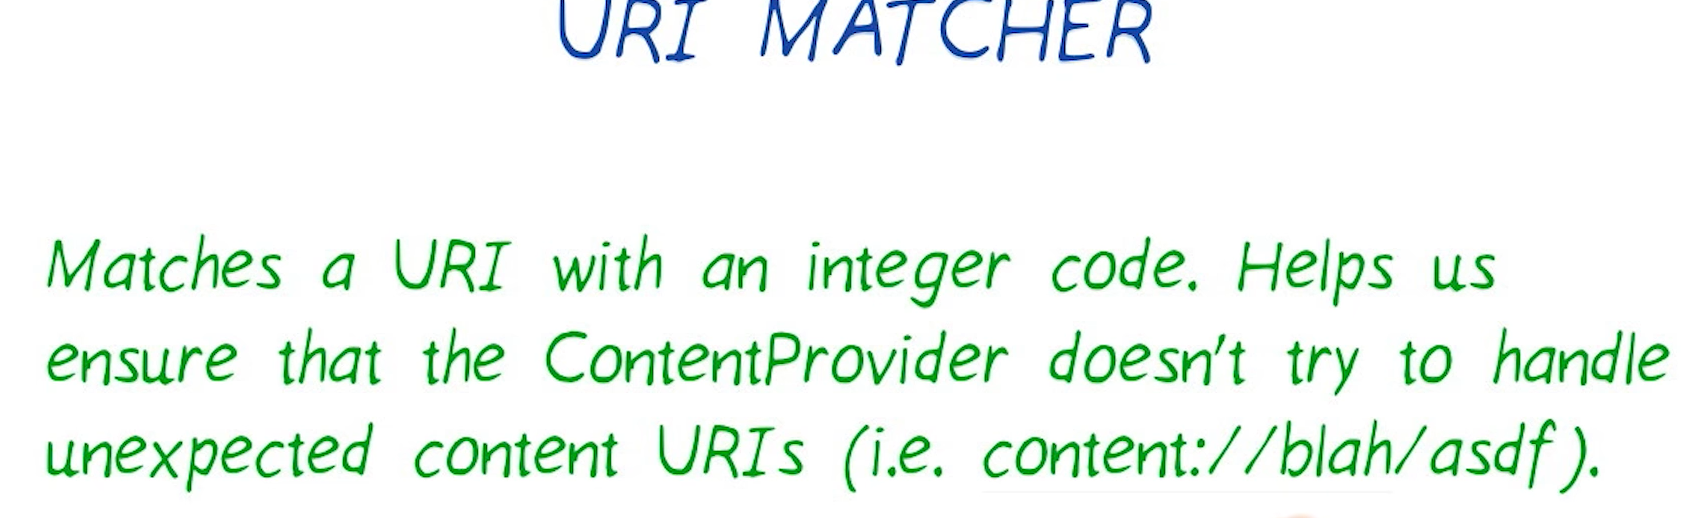 URI MATCHER
Matches a URI with an integer code. Helps us
ensure that the ContentProvider doesn't try to handle
unexpected content URIs (i.e. content://blah/asdf).